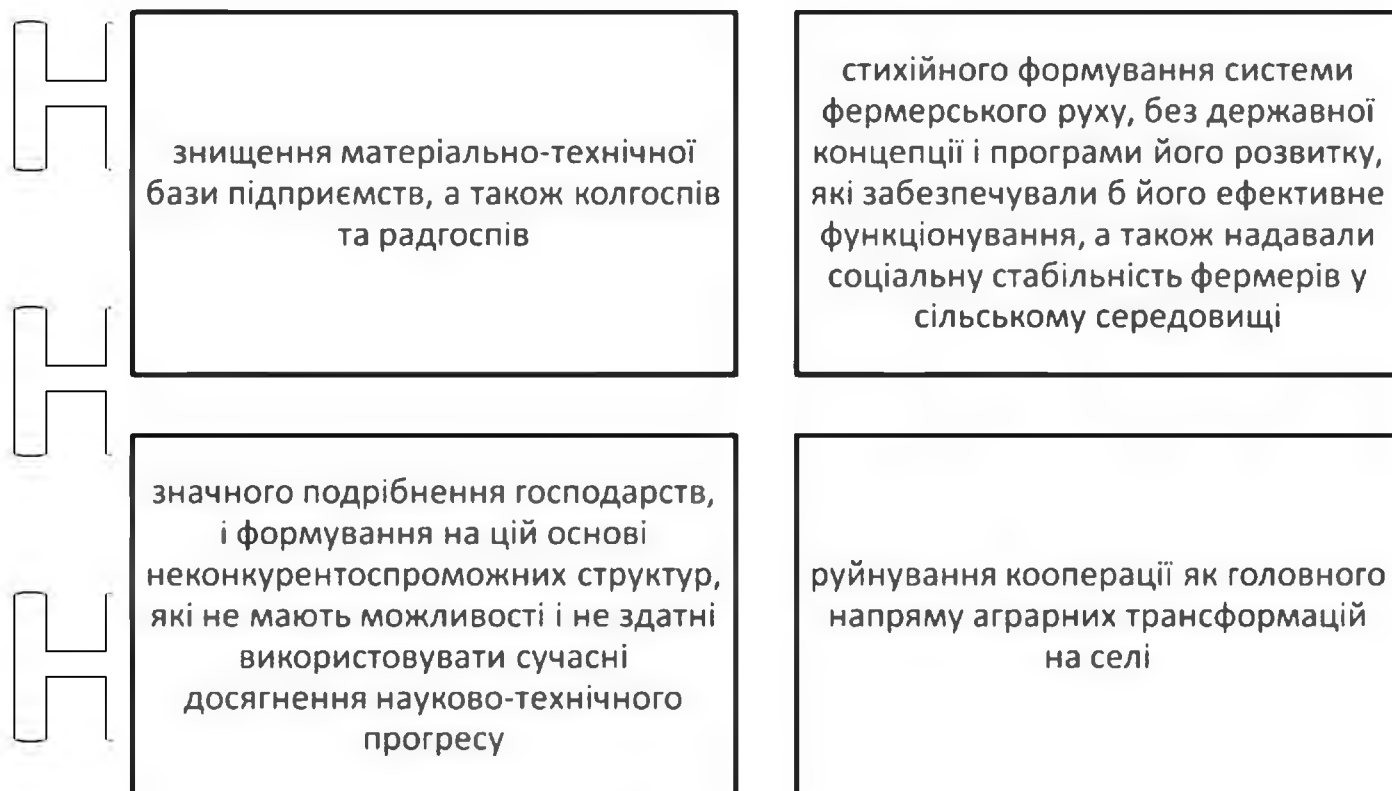 знищення матеріально-технічної
бази підприємств, а також колгоспів
та радгоспів
стихійного формування системи
фермерського руху, без державної
концепції і програми його розвитку,
які забезпечували б його ефективне
функціонування, а також надавали
соціальну стабільність фермерів у
сільському середовищі
значного подрібнення господарств,
і формування на цій основі
неконкурентоспроможних структур,
які не мають можливості і не здатні
використовувати сучасні
досягнення науково-технічного
прогресу
руйнування кооперації як головного
напряму аграрних трансформацій
на селі